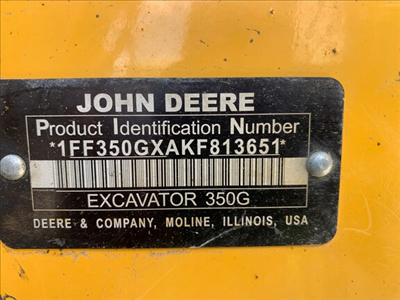 JOHN DEERE
Product Identification Number
*1FF350GXAKF813651*
EXCAVATOR 350G
DEERE & COMPANY, MOLINE, ILLINOIS, USA